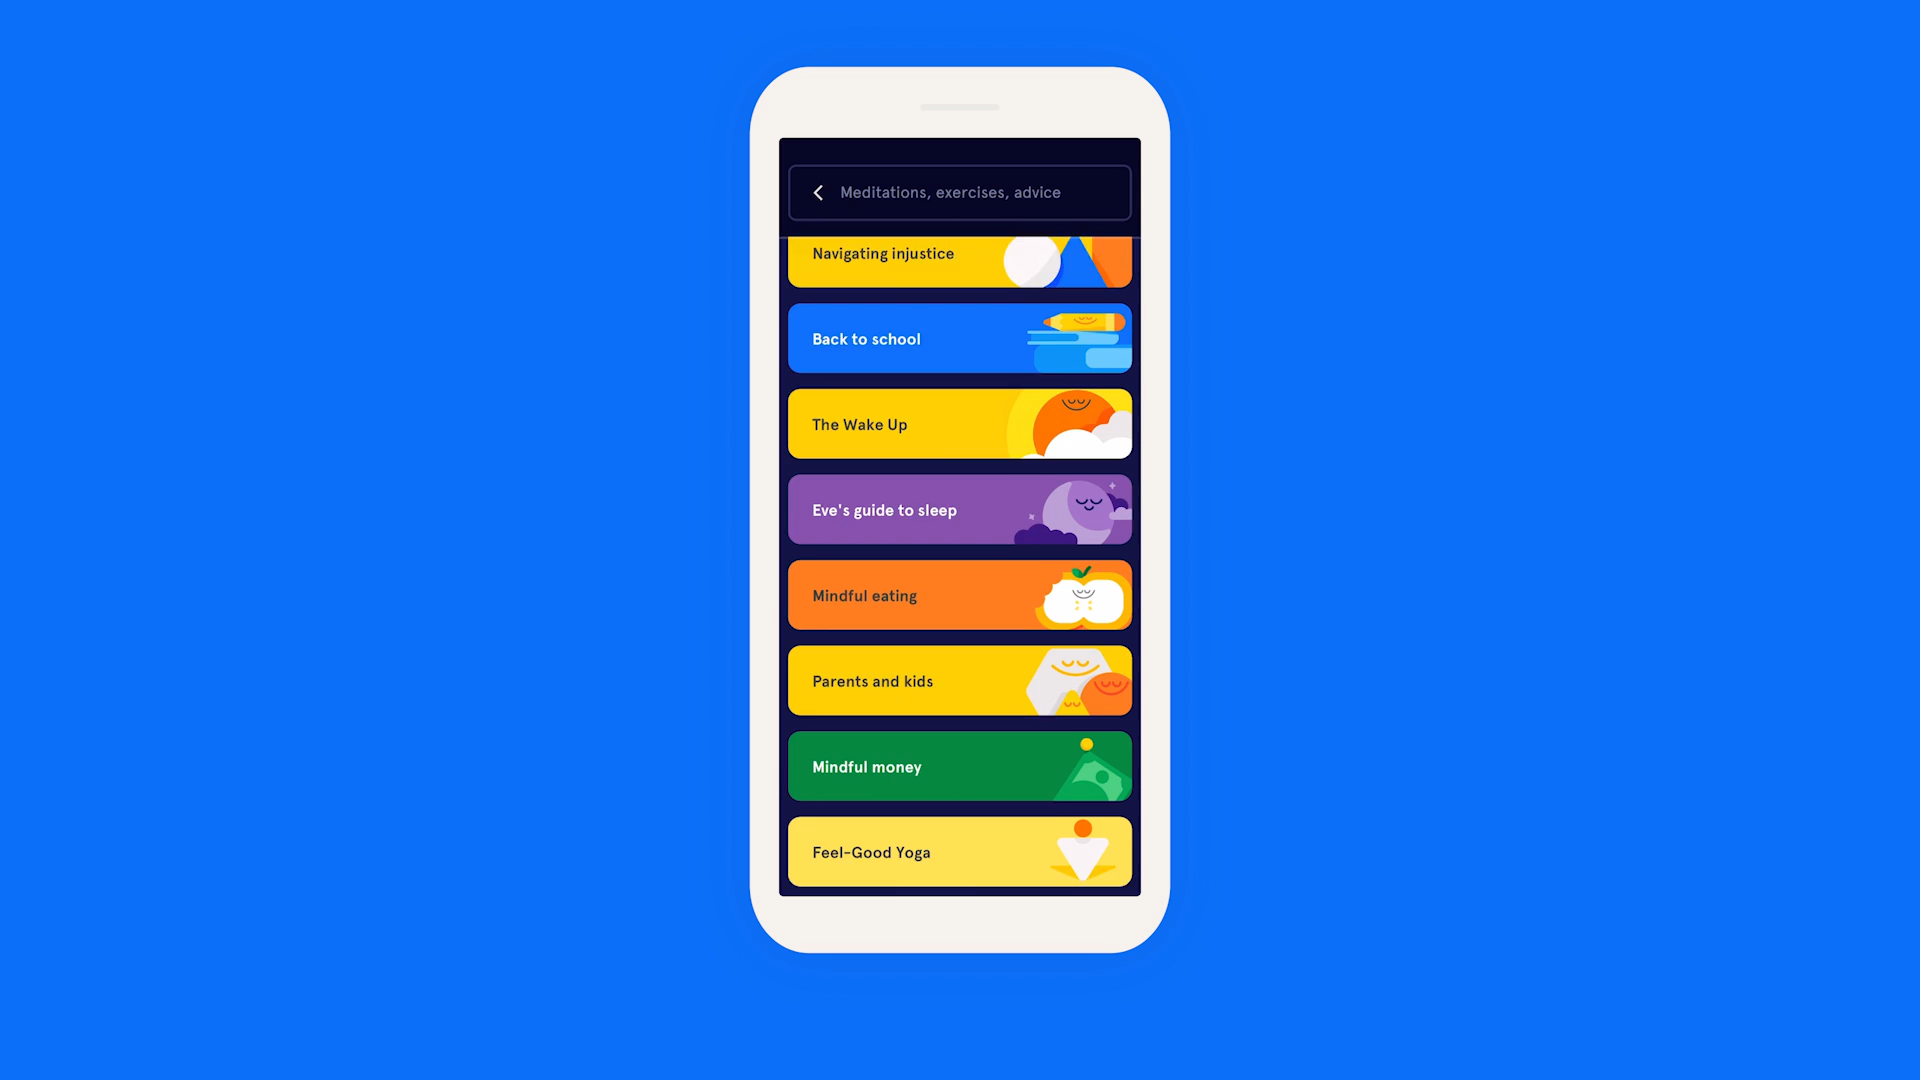 Meditations, exercises, advice
Navigating injustice
Back to school
The Wake Up
Eve's guide to sleep
Mindful eating
Parents and kids
Mindful money
Feel-Good Yoga